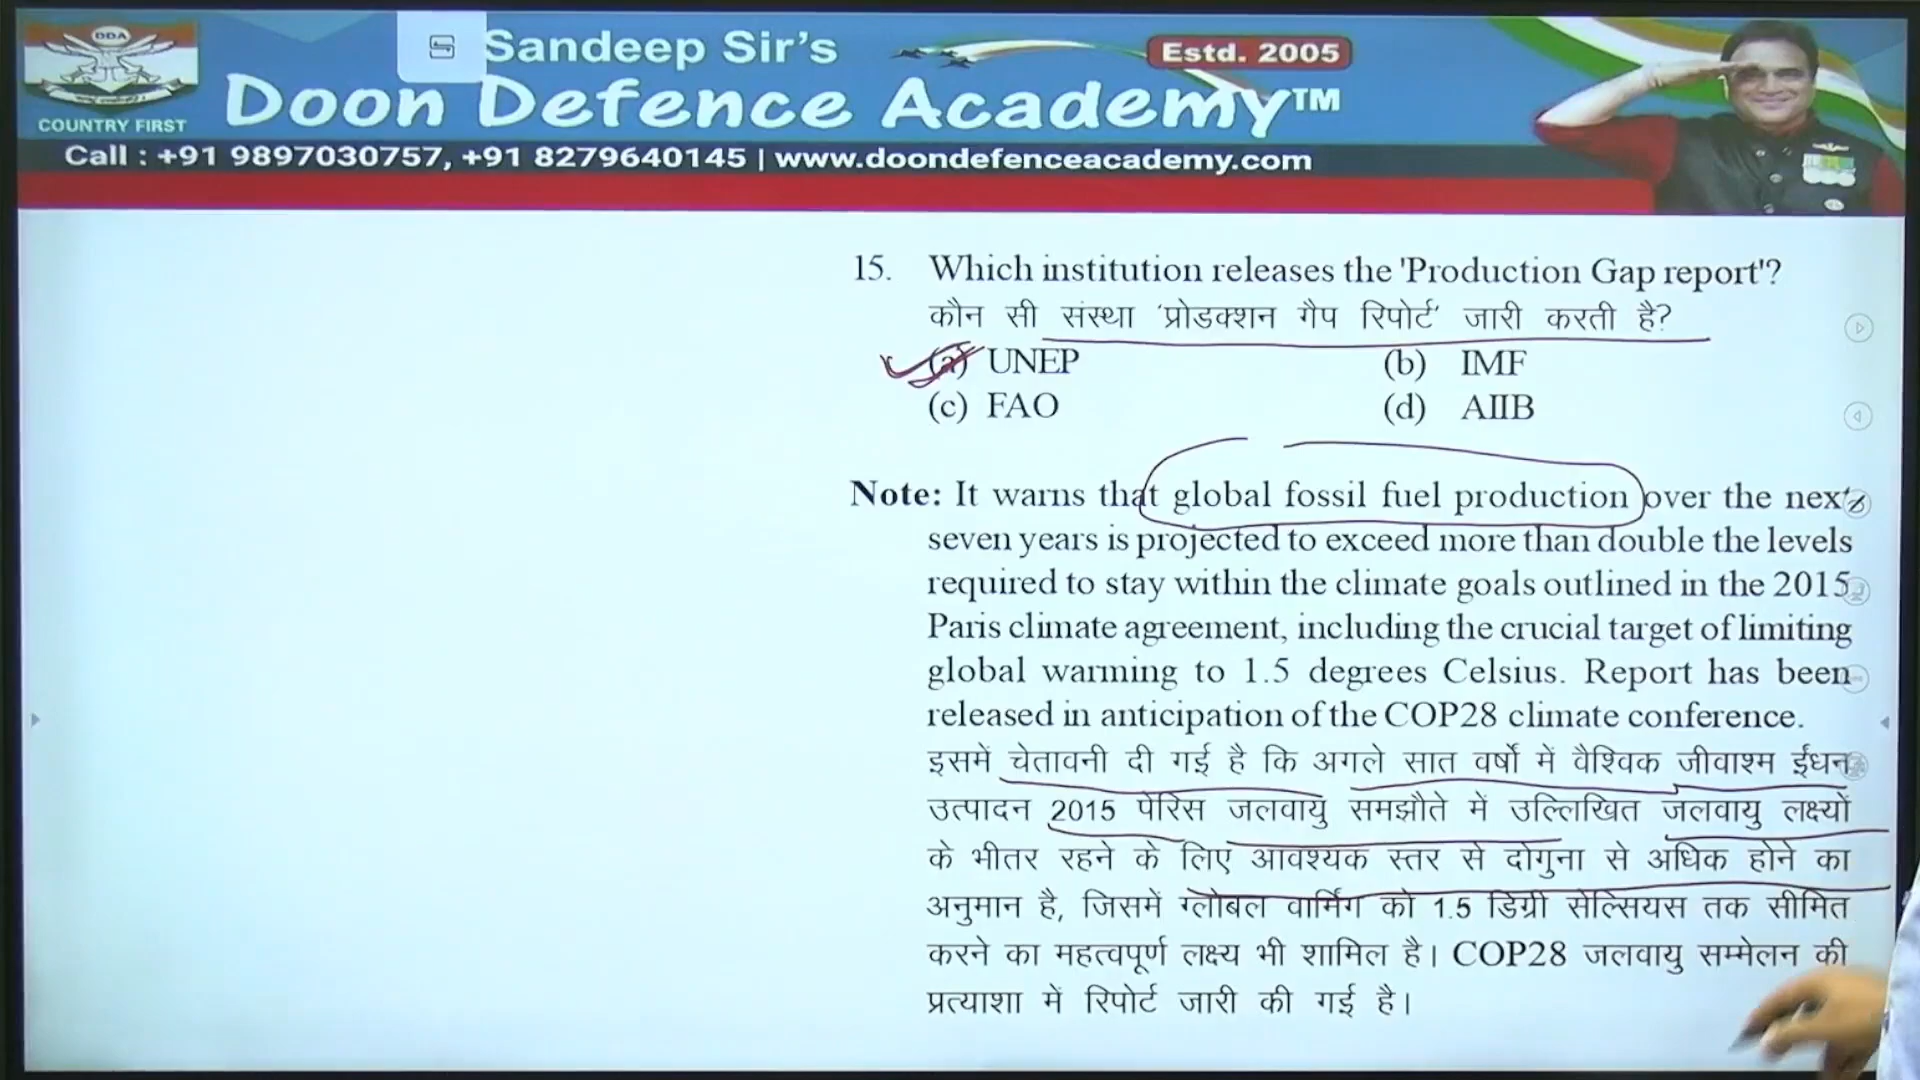 DDA
COUNTRY FIRST
Sandeep Sir's
Estd. 2005
Doon Defence Academy™
Call : +91 9897030757, +91 8279640145 | www.doondefenceacademy.com
15. Which institution releases the 'Production Gap report'?
कौन सी संस्था 'प्रोडक्शन गैप रिपोर्ट' जारी करती है?
(a) UNEP (b) IMF
(c) FAO (d) AIIB
Note: It warns that global fossil fuel production over the next
seven years is projected to exceed more than double the levels
required to stay within the climate goals outlined in the 2015
Paris climate agreement, including the crucial target of limiting
global warming to 1.5 degrees Celsius. Report has been
released in anticipation of the COP28 climate conference.
इसमें चेतावनी दी गई है कि अगले सात वर्षों में वैश्विक जीवाश्म ईंधन
उत्पादन 2015 पेरिस जलवायु समझौते में उल्लिखित जलवायु लक्ष्यों
के भीतर रहने के लिए आवश्यक स्तर से दोगुना से अधिक होने का
अनुमान है, जिसमें ग्लोबल वार्मिंग को 1.5 डिग्री सेल्सियस तक सीमित
करने का महत्वपूर्ण लक्ष्य भी शामिल है। COP28 जलवायु सम्मेलन की
प्रत्याशा में रिपोर्ट जारी की गई है।